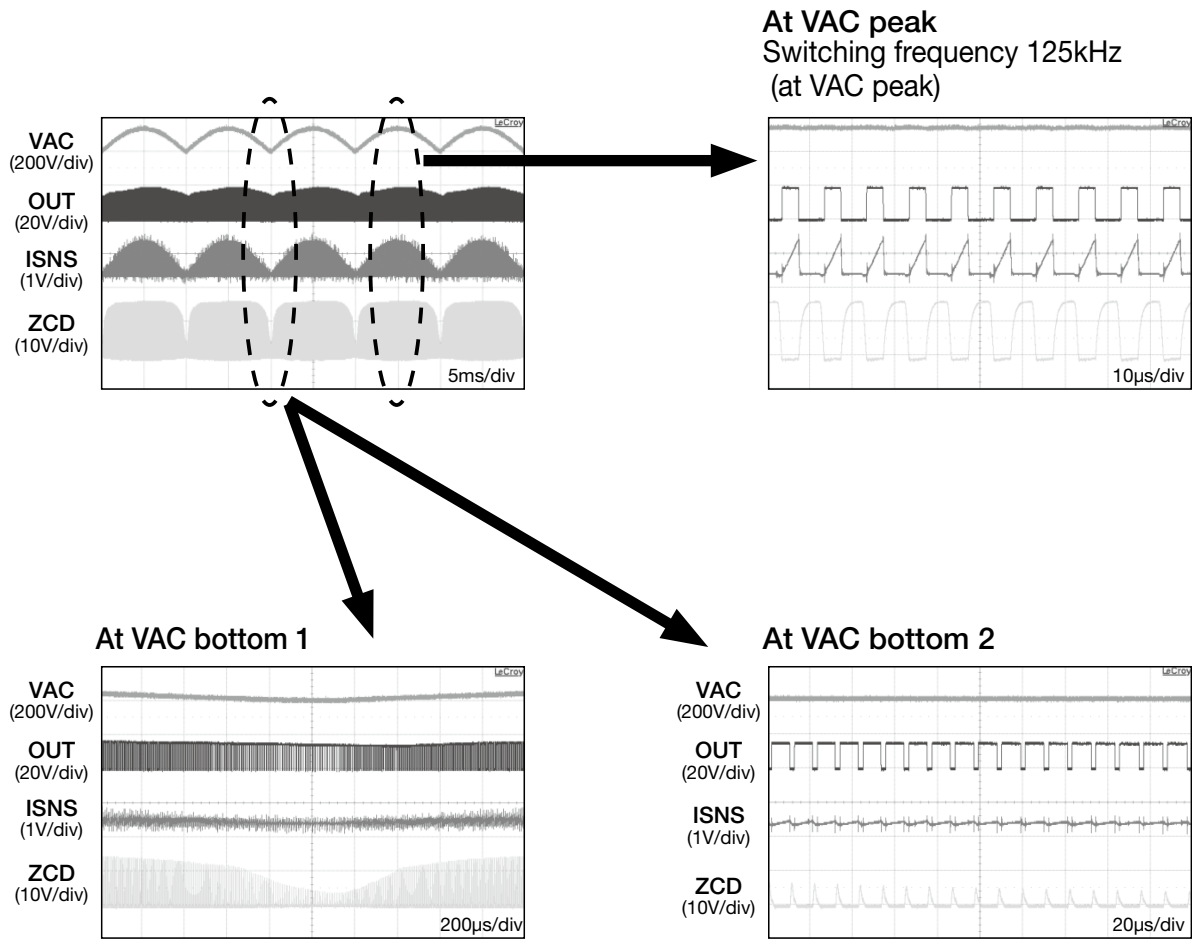 At VAC peak
Switching frequency 125kHz
(at VAC peak)
LeCroy
VAC
(200V/div)
OUT
(20V/div)
ISNS
(1V/div)
ZCD
(10V/div)
5ms/div
LeCroy
10μs/div
At VAC bottom 1
LeCroy
VAC
(200V/div)
OUT
(20V/div)
ISNS
(1V/div)
ZCD
(10V/div)
200μs/div
At VAC bottom 2
LeCroy
VAC
(200V/div)
OUT
(20V/div)
ISNS
(1V/div)
ZCD
(10V/div)
20μs/div